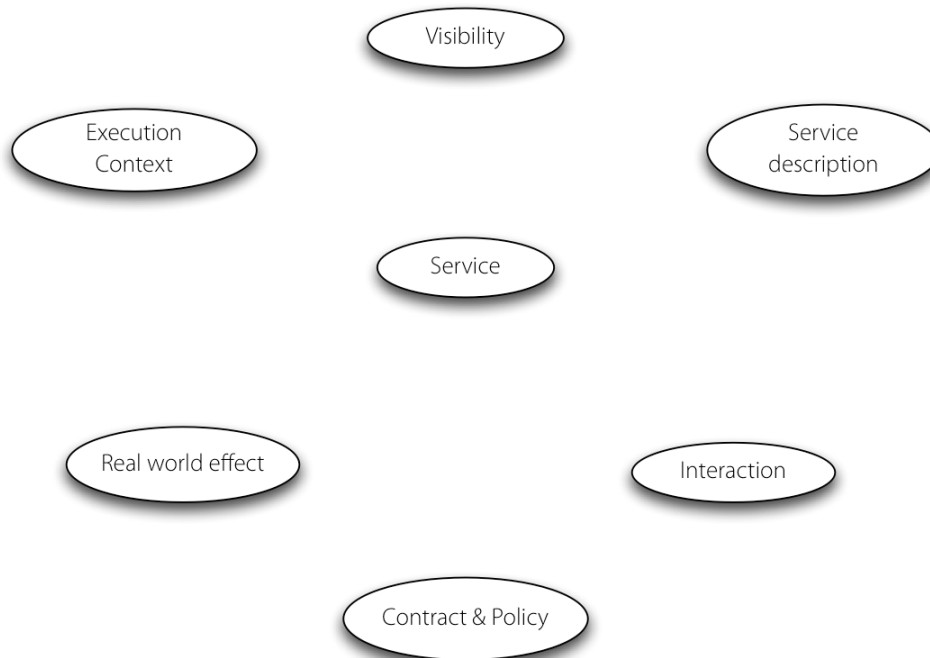 Visibility
Execution
Context
Service
description
Service
Real world effect
Interaction
Contract & Policy